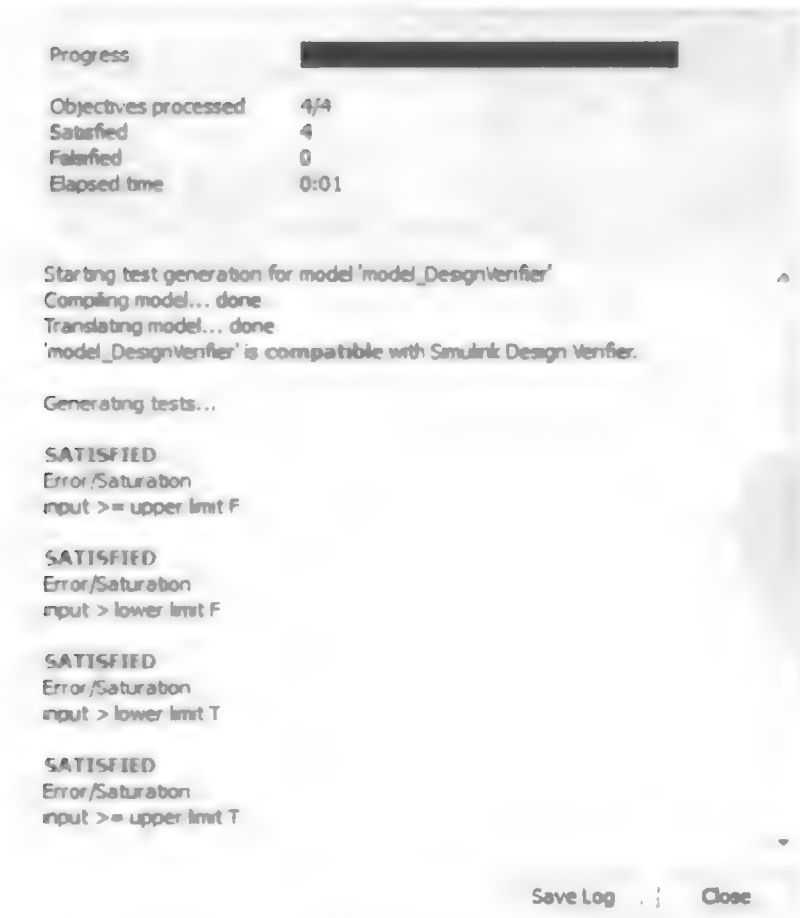 Progress
Objectives processed 4/4
Satisfied 4
Falsified 0
Elapsed time 0:01
Starting test generation for model 'model_DesignVerifier'
Compiling model... done
Translating model... done
'model_DesignVerifier' is compatible with Simulink Design Verifier.
Generating tests...
SATISFIED
Error/Saturation
input >= upper limit F
SATISFIED
Error/Saturation
input > lower limit F
SATISFIED
Error/Saturation
input > lower limit T
SATISFIED
Error/Saturation
input >= upper limit T
Save Log Close